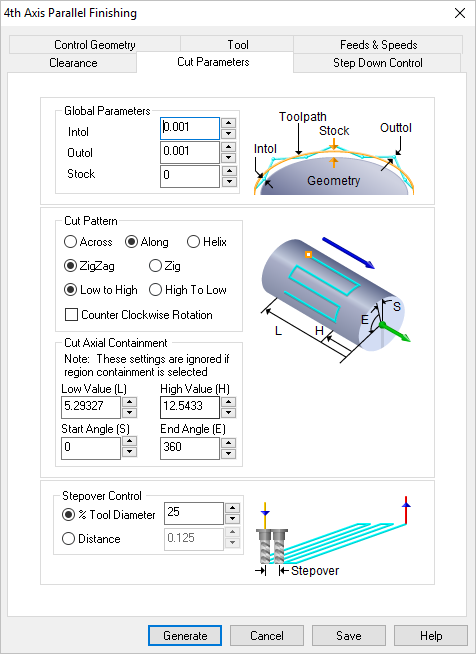 4th Axis Parallel Finishing
Control Geometry
Tool
Feeds & Speeds
Clearance
Cut Parameters
Step Down Control
Global Parameters
Intol
0.001
Outol
0.001
Stock
0
Toolpath
Stock
Outtol
Intol
Geometry
Cut Pattern
Across
Along
Helix
ZigZag
Zig
Low to High
High To Low
Counter Clockwise Rotation
L
H
E
S
Cut Axial Containment
Note: These settings are ignored if
region containment is selected
Low Value (L)
High Value (H)
5.29327
12.5433
Start Angle (S)
End Angle (E)
0
360
Stepover Control
% Tool Diameter
25
Distance
0.125
Stepover
Generate
Cancel
Save
Help